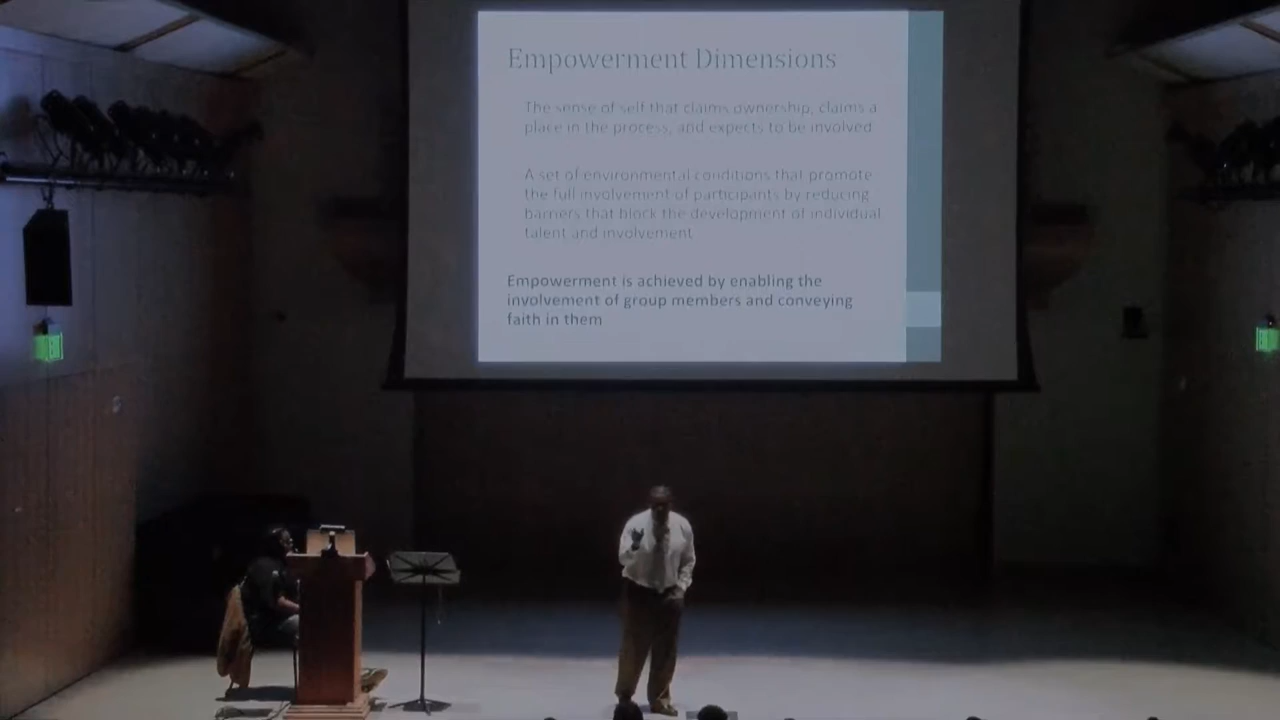 Empowerment Dimensions
The sense of self that claims ownership, claims a
place in the process, and expects to be involved
A set of environmental conditions that promote
the full involvement of participants by reducing
barriers that block the development of individual
talent and involvement
Empowerment is achieved by enabling the
involvement of group members and conveying
faith in them